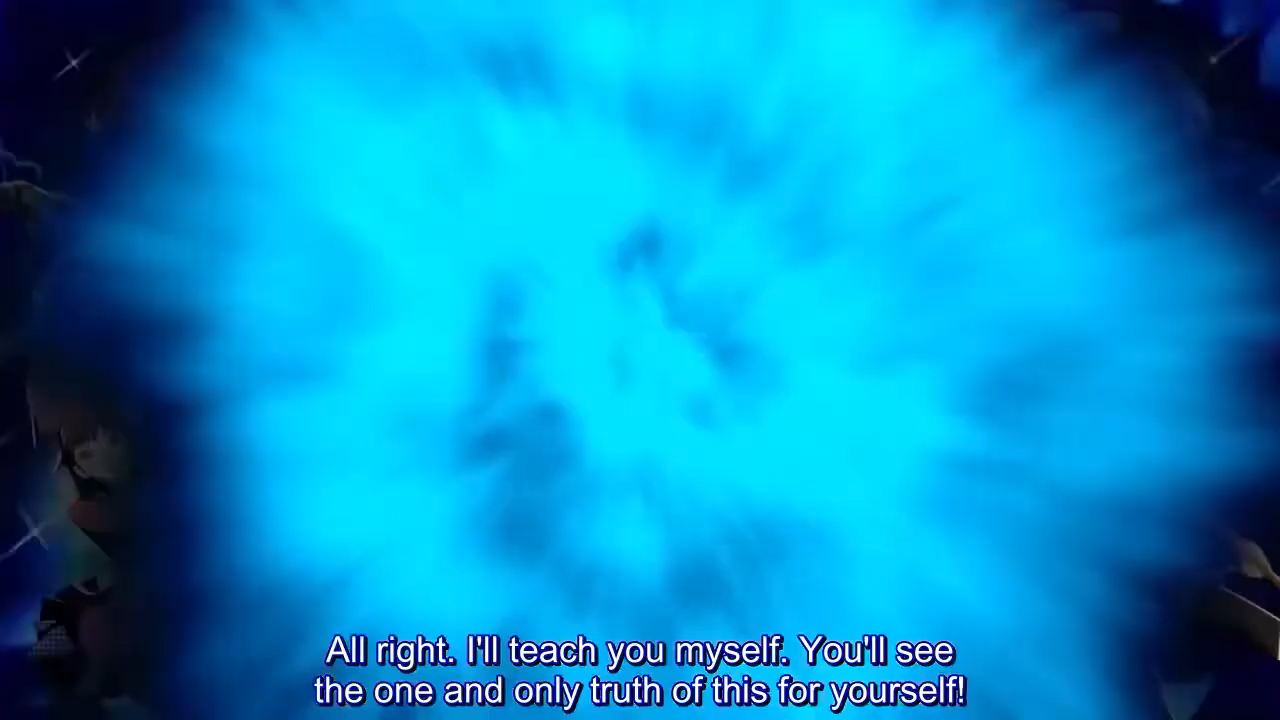 All right. I'll teach you myself. You'll see
the one and only truth of this for yourself!